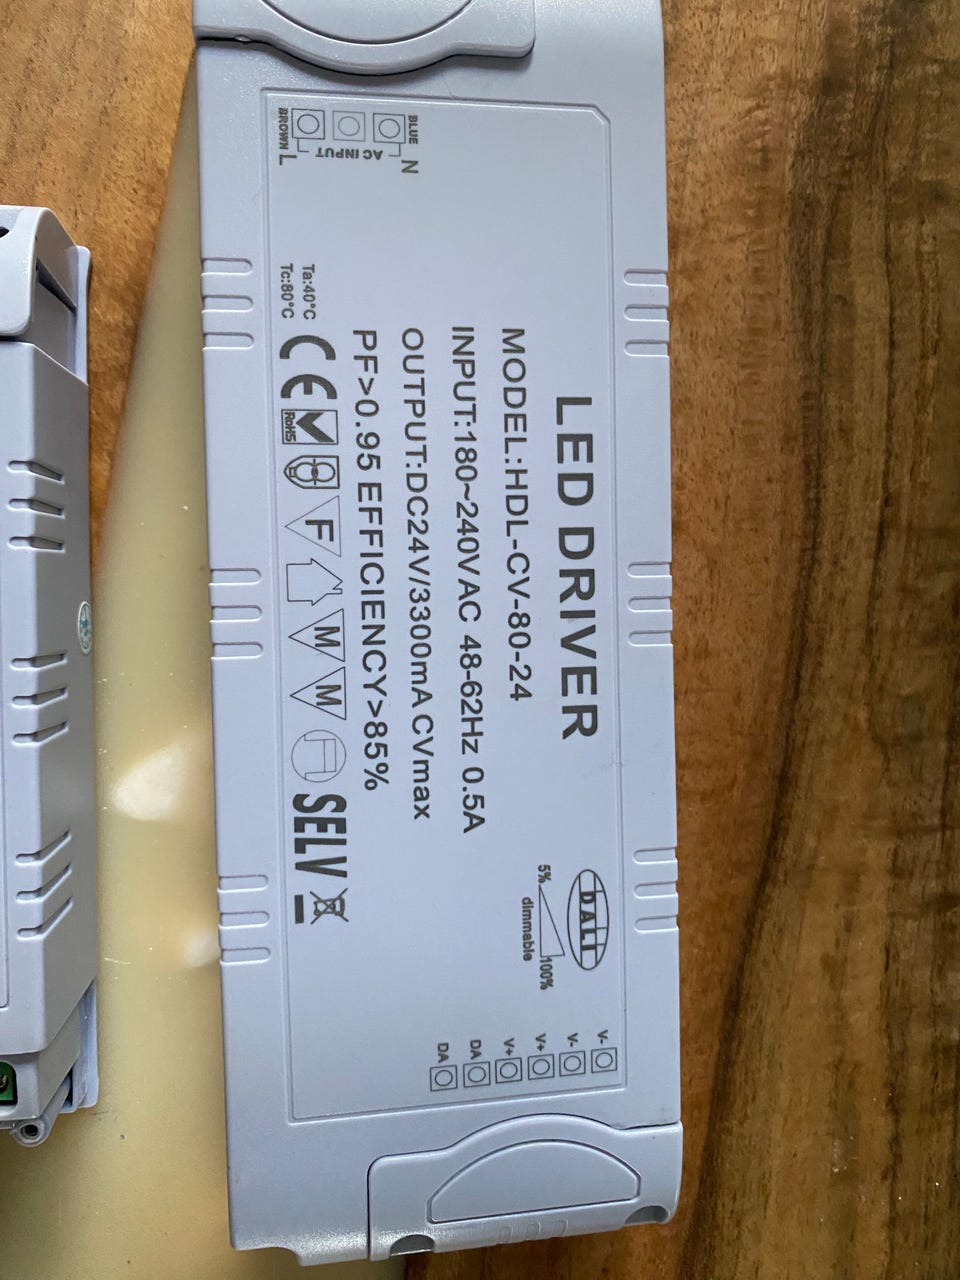 LED DRIVER
MODEL:HDL-CV-80-24
INPUT:180~240VAC 48-62Hz 0.5A
OUTPUT:DC24V/3300mA CVmax
PF>0.95 EFFICIENCY>85%
Ta:40°C
Tc:80°C
CE RoHS F M M SELV
BLUE N
AC INPUT
BROWN L
DALI
5% 100%
dimmable
V-
V-
V+
V+
DA
DA